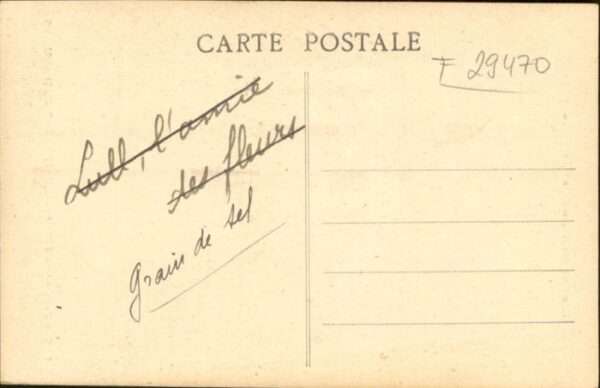 CARTE POSTALE
F 29470
Lull, l'amie
des fleurs
grain de sel